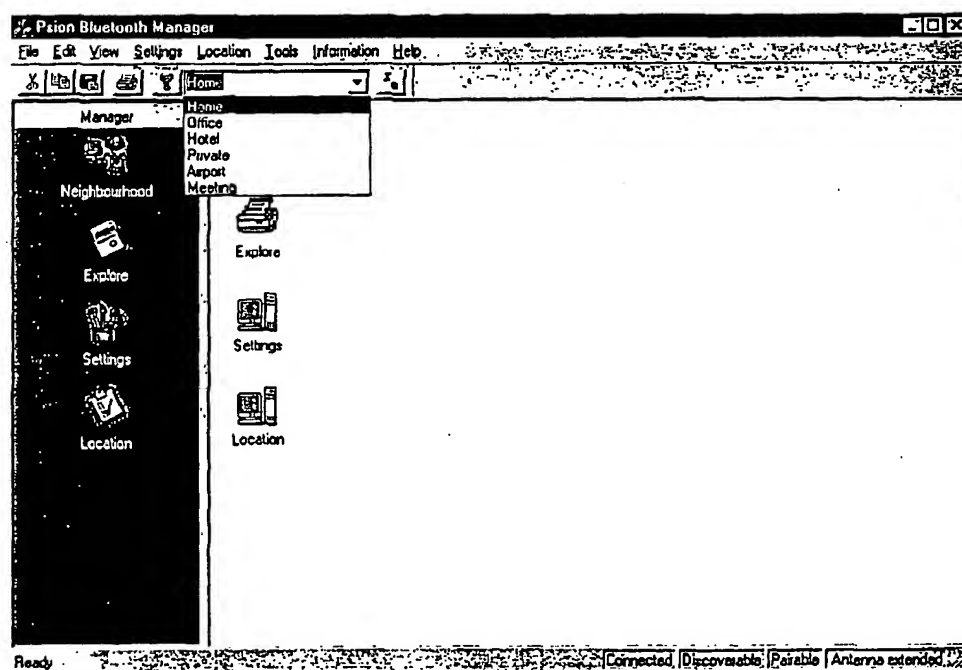 Psion Bluetooth Manager
File Edit View Settings Location Tools Information Help
Home
Home
Office
Hotel
Private
Airport
Meeting
Manager
Neighbourhood
Explore
Settings
Location
Explore
Settings
Location
Ready Connected Discoverable Pairable Antenna extended